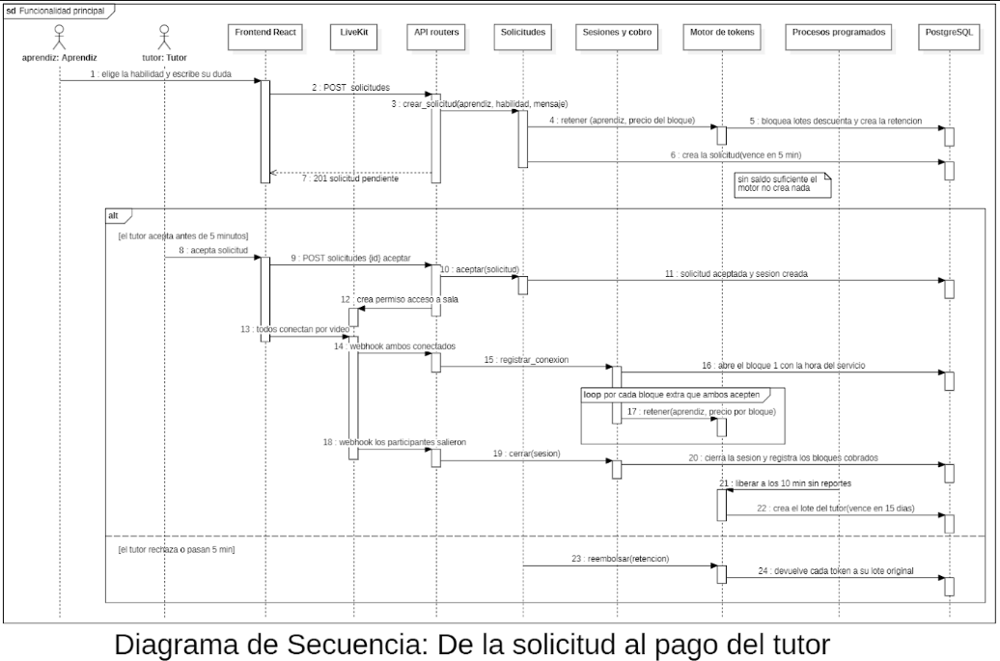 sd Funcionalidad principal
aprendiz: Aprendiz
tutor: Tutor
Frontend React
LiveKit
API routers
Solicitudes
Sesiones y cobro
Motor de tokens
Procesos programados
PostgreSQL
1 : elige la habilidad y escribe su duda
2 : POST solicitudes
3 : crear_solicitud(aprendiz, habilidad, mensaje)
4 : retener (aprendiz, precio del bloque)
5 : bloquea lotes descuenta y crea la retencion
6 : crea la solicitud(vence en 5 min)
7 : 201 solicitud pendiente
sin saldo suficiente el
motor no crea nada
alt
[el tutor acepta antes de 5 minutos]
8 : acepta solicitud
9 : POST solicitudes {id} aceptar
10 : aceptar(solicitud)
11 : solicitud aceptada y sesion creada
12 : crea permiso acceso a sala
13 : todos conectan por video
14 : webhook ambos conectados
15 : registrar_conexion
16 : abre el bloque 1 con la hora del servicio
loop por cada bloque extra que ambos acepten
17 : retener(aprendiz, precio por bloque)
18 : webhook los participantes salieron
19 : cerrar(sesion)
20 : cierra la sesion y registra los bloques cobrados
21 : liberar a los 10 min sin reportes
22 : crea el lote del tutor(vence en 15 dias)
[el tutor rechaza o pasan 5 min]
23 : reembolsar(retencion)
24 : devuelve cada token a su lote original
Diagrama de Secuencia: De la solicitud al pago del tutor